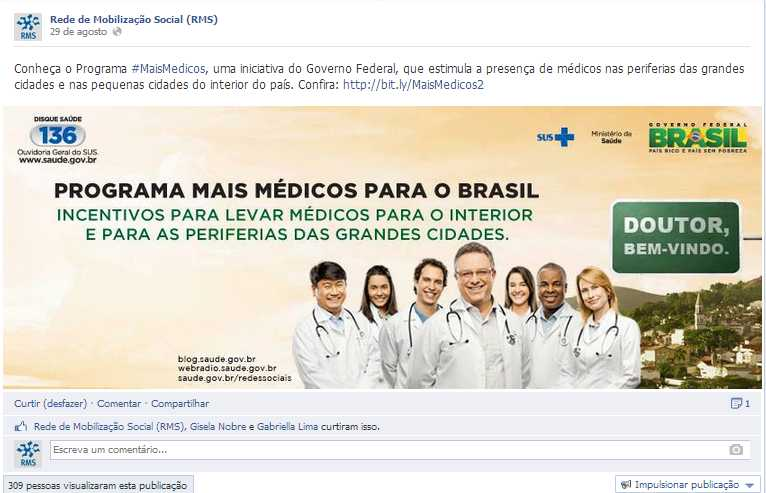 Rede de Mobilização Social (RMS)
RMS
29 de agosto
Conheça o Programa #MaisMedicos, uma iniciativa do Governo Federal, que estimula a presença de médicos nas periferias das grandes
cidades e nas pequenas cidades do interior do país. Confira: http://bit.ly/MaisMedicos2
DISQUE SAÚDE
136
Ouvidoria Geral do SUS.
www.saude.gov.br
SUS
Ministério da
Saúde
GOVERNO FEDERAL
BRASIL
PAÍS RICO É PAÍS SEM POBREZA
PROGRAMA MAIS MÉDICOS PARA O BRASIL
INCENTIVOS PARA LEVAR MÉDICOS PARA O INTERIOR
E PARA AS PERIFERIAS DAS GRANDES CIDADES.
DOUTOR,
BEM-VINDO.
blog.saude.gov.br
webradio.saude.gov.br
saude.gov.br/redessociais
Curtir (desfazer) · Comentar · Compartilhar
1
Rede de Mobilização Social (RMS), Gisela Nobre e Gabriella Lima curtiram isso.
RMS
Escreva um comentário...
309 pessoas visualizaram esta publicação
Impulsionar publicação